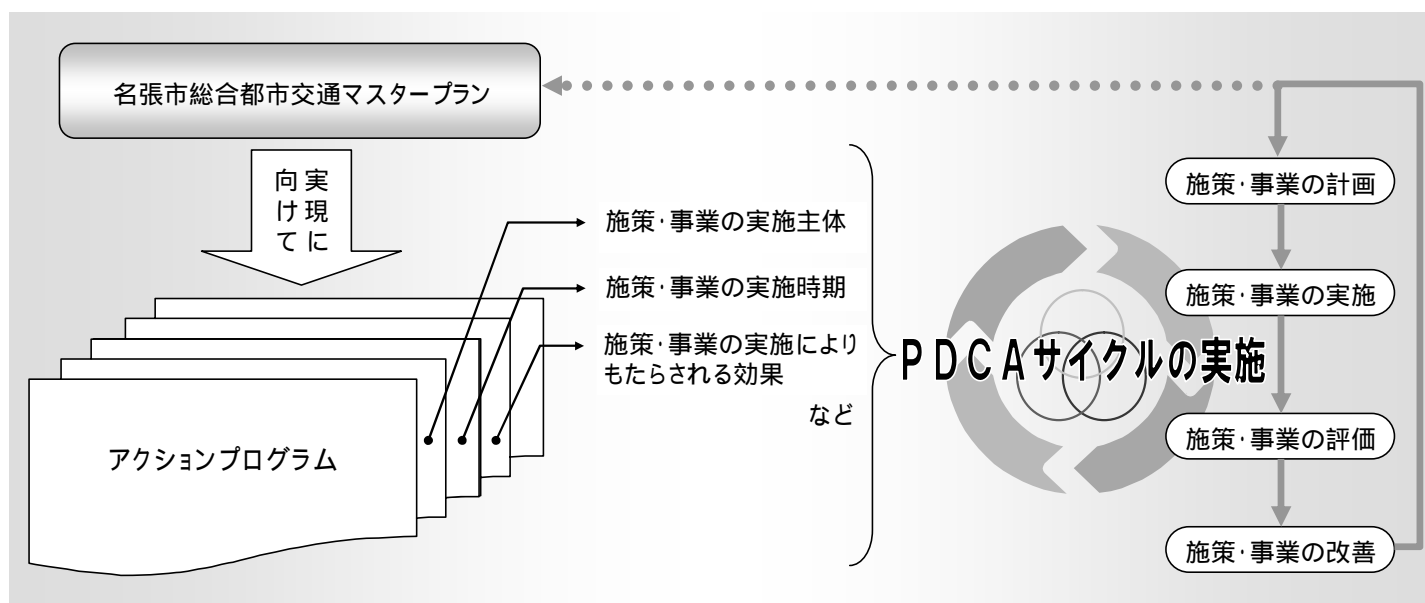 名張市総合都市交通マスタープラン
実現に
向けて
アクションプログラム
施策・事業の実施主体
施策・事業の実施時期
施策・事業の実施により
もたらされる効果
など
PDCAサイクルの実施
施策・事業の計画
施策・事業の実施
施策・事業の評価
施策・事業の改善